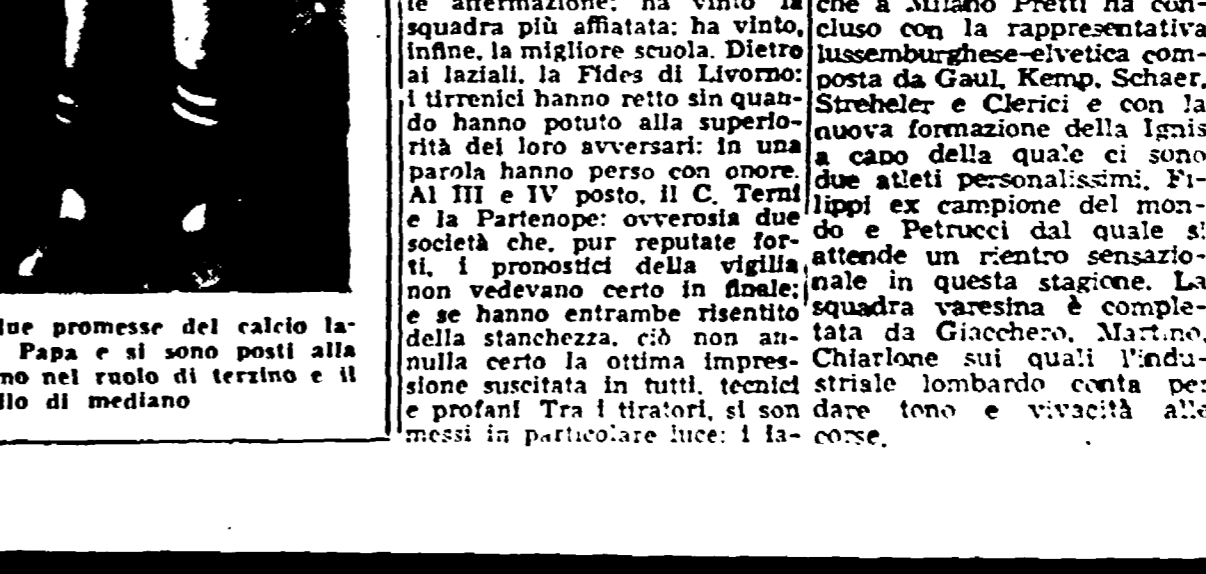 due promesse del calcio la-
Papa e si sono posti alla
no nel ruolo di terzino e il
llo di mediano
le affermazione; ha vinto la
squadra più affiatata; ha vinto,
infine, la migliore scuola. Dietro
ai laziali, la Fides di Livorno:
i tirrenici hanno retto sin quan-
do hanno potuto alla superio-
rità dei loro avversari: in una
parola hanno perso con onore.
Al III e IV posto, il C. Terni
e la Partenope: ovverosia due
società che, pur reputate for-
ti, i pronostici della vigilia
non vedevano certo in finale;
e se hanno entrambe risentito
della stanchezza, ciò non an-
nulla certo la ottima impres-
sione suscitata in tutti, tecnici
e profani Tra i tiratori, si son
messi in particolare luce: i la-
che a Milano Pretti ha con-
cluso con la rappresentativa
lussemburghese-elvetica com-
posta da Gaul, Kemp, Schaer,
Streheler e Clerici e con la
nuova formazione della Ignis
a capo della quale ci sono
due atleti personalissimi, Fi-
lippi ex campione del mon-
do e Petrucci dal quale si
attende un rientro sensazio-
nale in questa stagione. La
squadra varesina è comple-
tata da Giacchero, Martino,
Chiarlone sui quali l'indu-
striale lombardo conta per
dare tono e vivacità alle
corse.